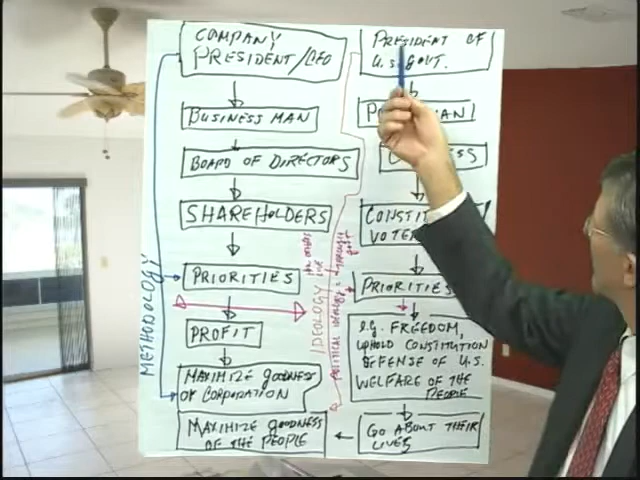 COMPANY
PRESIDENT/CEO
BUSINESS MAN
BOARD OF DIRECTORS
SHAREHOLDERS
PRIORITIES
PROFIT
MAXIMIZE GOODNESS
OF CORPORATION
MAXIMIZE GOODNESS
OF THE PEOPLE
METHODOLOGY
IDEOLOGY
POLITICAL IDEOLOGY
PRESIDENT OF
U.S. GOVT.
PRIORITIES
e.g. FREEDOM,
UPHOLD CONSTITUTION
DEFENSE OF U.S.
WELFARE OF THE
PEOPLE
GO ABOUT THEIR
LIVES